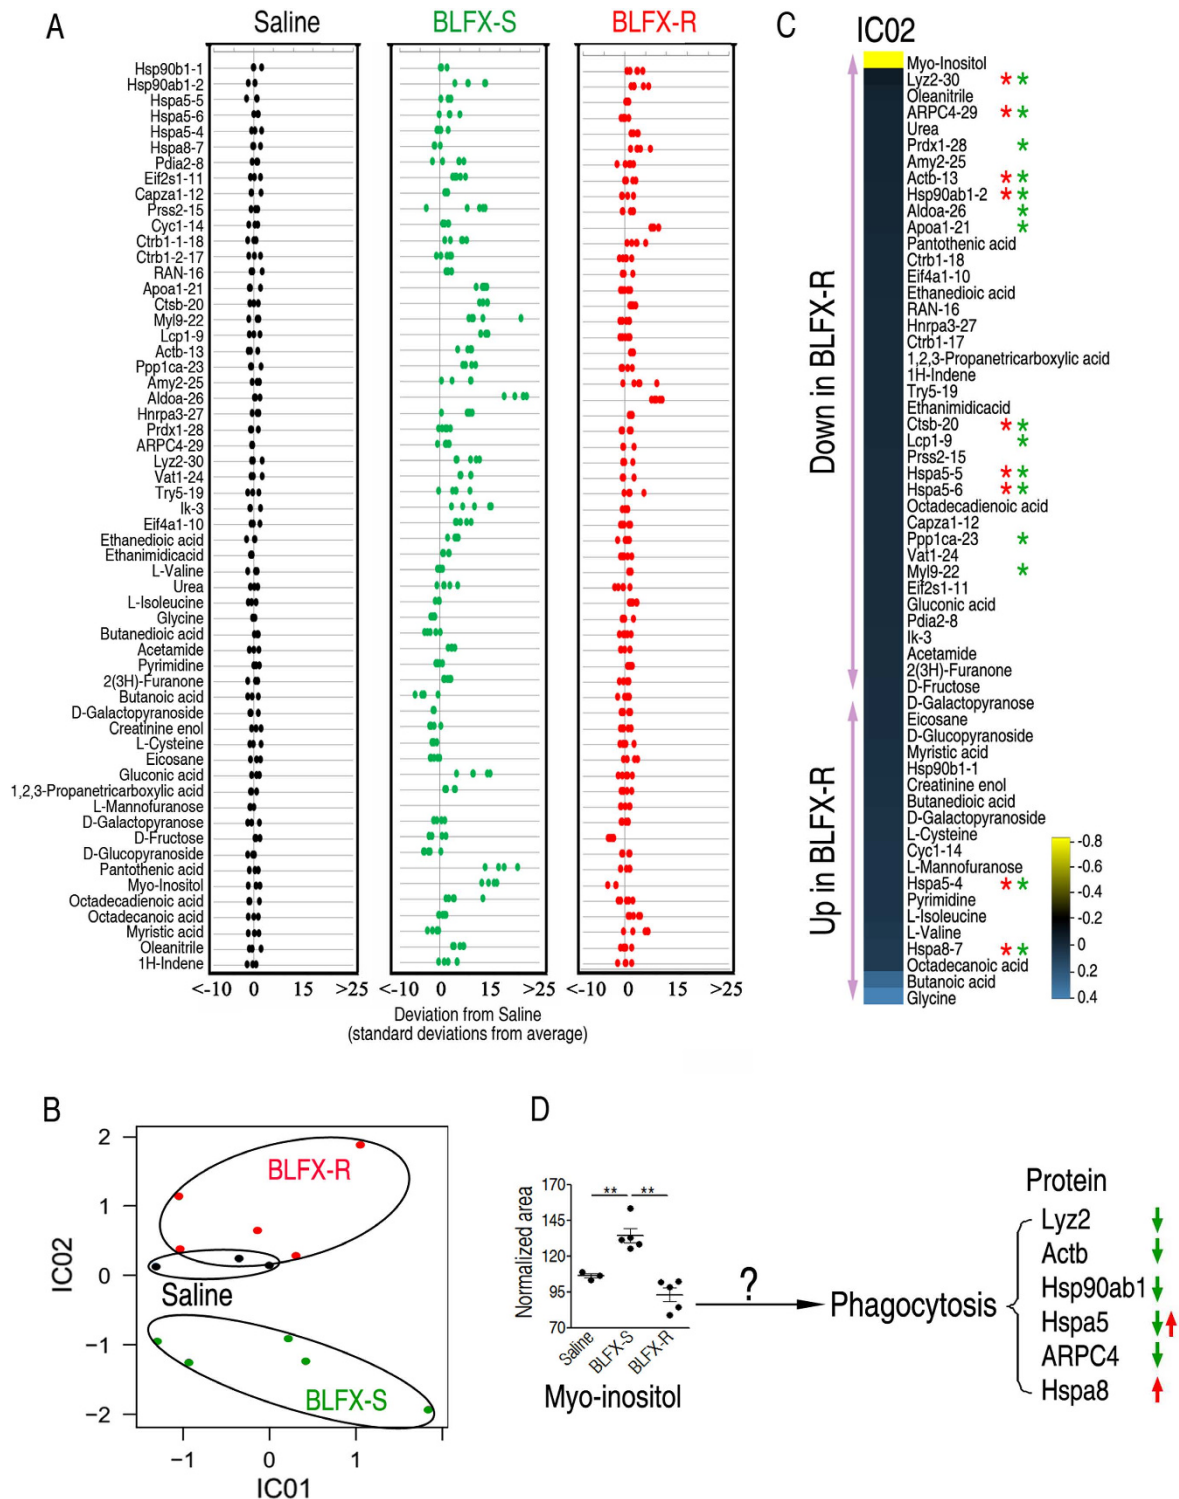 A
Saline
BLFX-S
BLFX-R
Hsp90b1-1
Hsp90ab1-2
Hspa5-5
Hspa5-6
Hspa5-4
Hspa8-7
Pdia2-8
Eif2s1-11
Capza1-12
Prss2-15
Cyc1-14
Ctrb1-1-18
Ctrb1-2-17
RAN-16
Apoa1-21
Ctsb-20
Myl9-22
Lcp1-9
Actb-13
Ppp1ca-23
Amy2-25
Aldoa-26
Hnrpa3-27
Prdx1-28
ARPC4-29
Lyz2-30
Vat1-24
Try5-19
Ik-3
Eif4a1-10
Ethanedioic acid
Ethanimidicacid
L-Valine
Urea
L-Isoleucine
Glycine
Butanedioic acid
Acetamide
Pyrimidine
2(3H)-Furanone
Butanoic acid
D-Galactopyranoside
Creatinine enol
L-Cysteine
Eicosane
Gluconic acid
1,2,3-Propanetricarboxylic acid
L-Mannofuranose
D-Galactopyranose
D-Fructose
D-Glucopyranoside
Pantothenic acid
Myo-Inositol
Octadecadienoic acid
Octadecanoic acid
Myristic acid
Oleanitrile
1H-Indene
<-10 0 15 >25
<-10 0 15 >25
<-10 0 15 >25
Deviation from Saline
(standard deviations from average)
C
IC02
Down in BLFX-R
Up in BLFX-R
Myo-Inositol
Lyz2-30 * *
Oleanitrile
ARPC4-29 * *
Urea
Prdx1-28 *
Amy2-25
Actb-13 * *
Hsp90ab1-2 * *
Aldoa-26 *
Apoa1-21 *
Pantothenic acid
Ctrb1-18
Eif4a1-10
Ethanedioic acid
RAN-16
Hnrpa3-27
Ctrb1-17
1,2,3-Propanetricarboxylic acid
1H-Indene
Try5-19
Ethanimidicacid
Ctsb-20 * *
Lcp1-9 *
Prss2-15
Hspa5-5 * *
Hspa5-6 * *
Octadecadienoic acid
Capza1-12
Ppp1ca-23 *
Vat1-24
Myl9-22 *
Eif2s1-11
Gluconic acid
Pdia2-8
Ik-3
Acetamide
2(3H)-Furanone
D-Fructose
D-Galactopyranose
Eicosane
D-Glucopyranoside
Myristic acid
Hsp90b1-1
Creatinine enol
Butanedioic acid
D-Galactopyranoside
L-Cysteine
Cyc1-14
L-Mannofuranose
Hspa5-4 * *
Pyrimidine
L-Isoleucine
L-Valine
Hspa8-7 * *
Octadecanoic acid
Butanoic acid
Glycine
-0.8
-0.6
-0.4
-0.2
0
0.2
0.4
B
IC02
2
1
0
−1
−2
BLFX-R
Saline
BLFX-S
−1 0 1
IC01
D
Normalized area
170
145
120
95
70
** **
Saline
BLFX-S
BLFX-R
Myo-inositol
?
Phagocytosis
Protein
Lyz2
Actb
Hsp90ab1
Hspa5
ARPC4
Hspa8